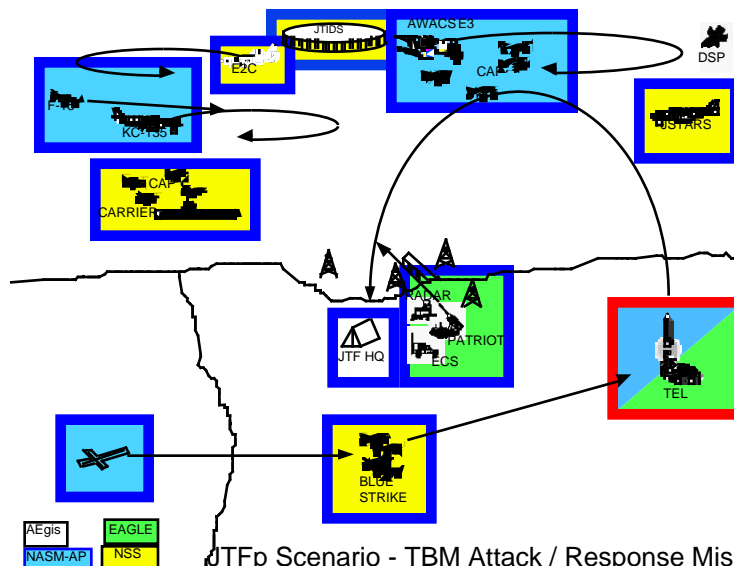 JTIDS
AWACS E3
E2C
CAP
DSP
F-15
KC-135
JSTARS
CAP
CARRIER
RADAR
PATRIOT
JTF HQ
ECS
TEL
BLUE
STRIKE
AEgis
EAGLE
NASM-AP
NSS
JTFp Scenario - TBM Attack / Response Mis